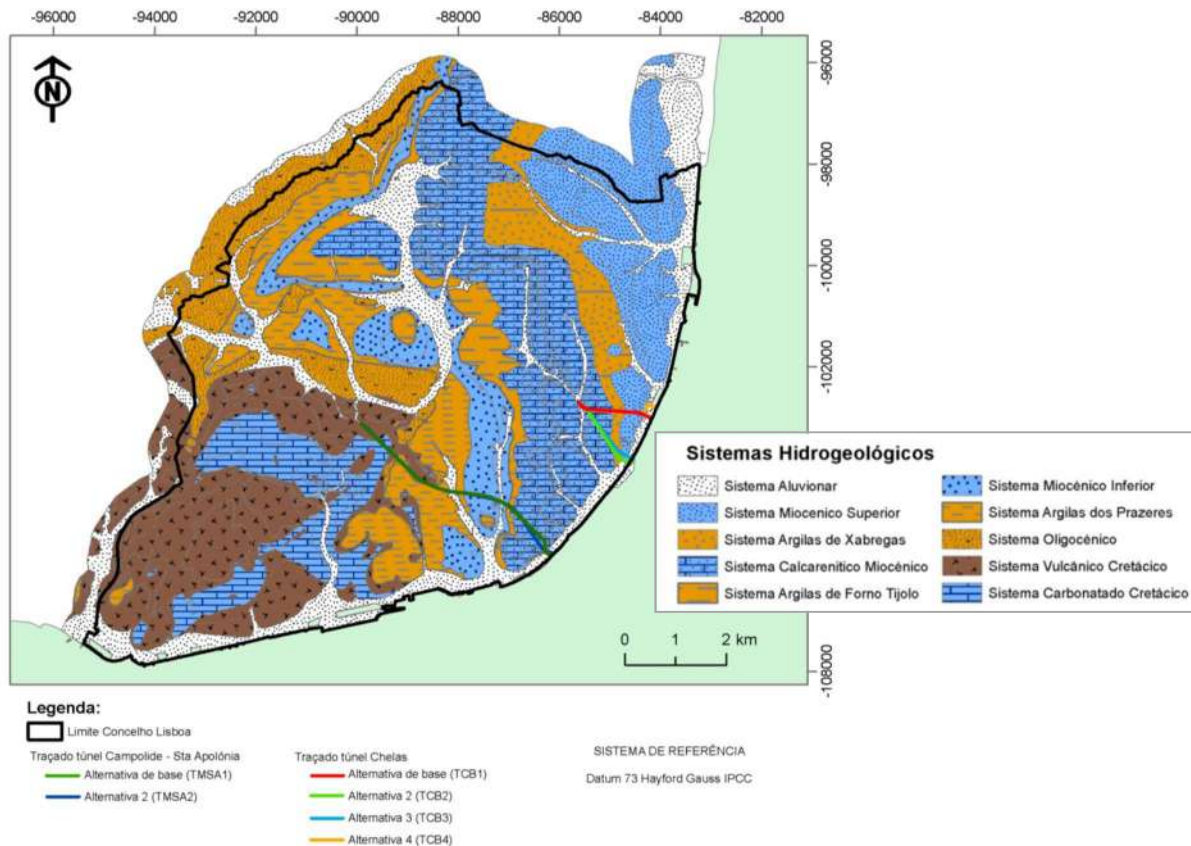 -96000 -94000 -92000 -90000 -88000 -86000 -84000 -82000
-96000
-98000
-100000
-102000
-108000
N
Sistemas Hidrogeológicos
Sistema Aluvionar
Sistema Miocenico Superior
Sistema Argilas de Xabregas
Sistema Calcarenitico Miocénico
Sistema Argilas de Forno Tijolo
Sistema Miocénico Inferior
Sistema Argilas dos Prazeres
Sistema Oligocénico
Sistema Vulcânico Cretácico
Sistema Carbonatado Cretácico
0 1 2 km
Legenda:
Limite Concelho Lisboa
Traçado túnel Campolide - Sta Apolónia
Alternativa de base (TMSA1)
Alternativa 2 (TMSA2)
Traçado túnel Chelas
Alternativa de base (TCB1)
Alternativa 2 (TCB2)
Alternativa 3 (TCB3)
Alternativa 4 (TCB4)
SISTEMA DE REFERÊNCIA
Datum 73 Hayford Gauss IPCC